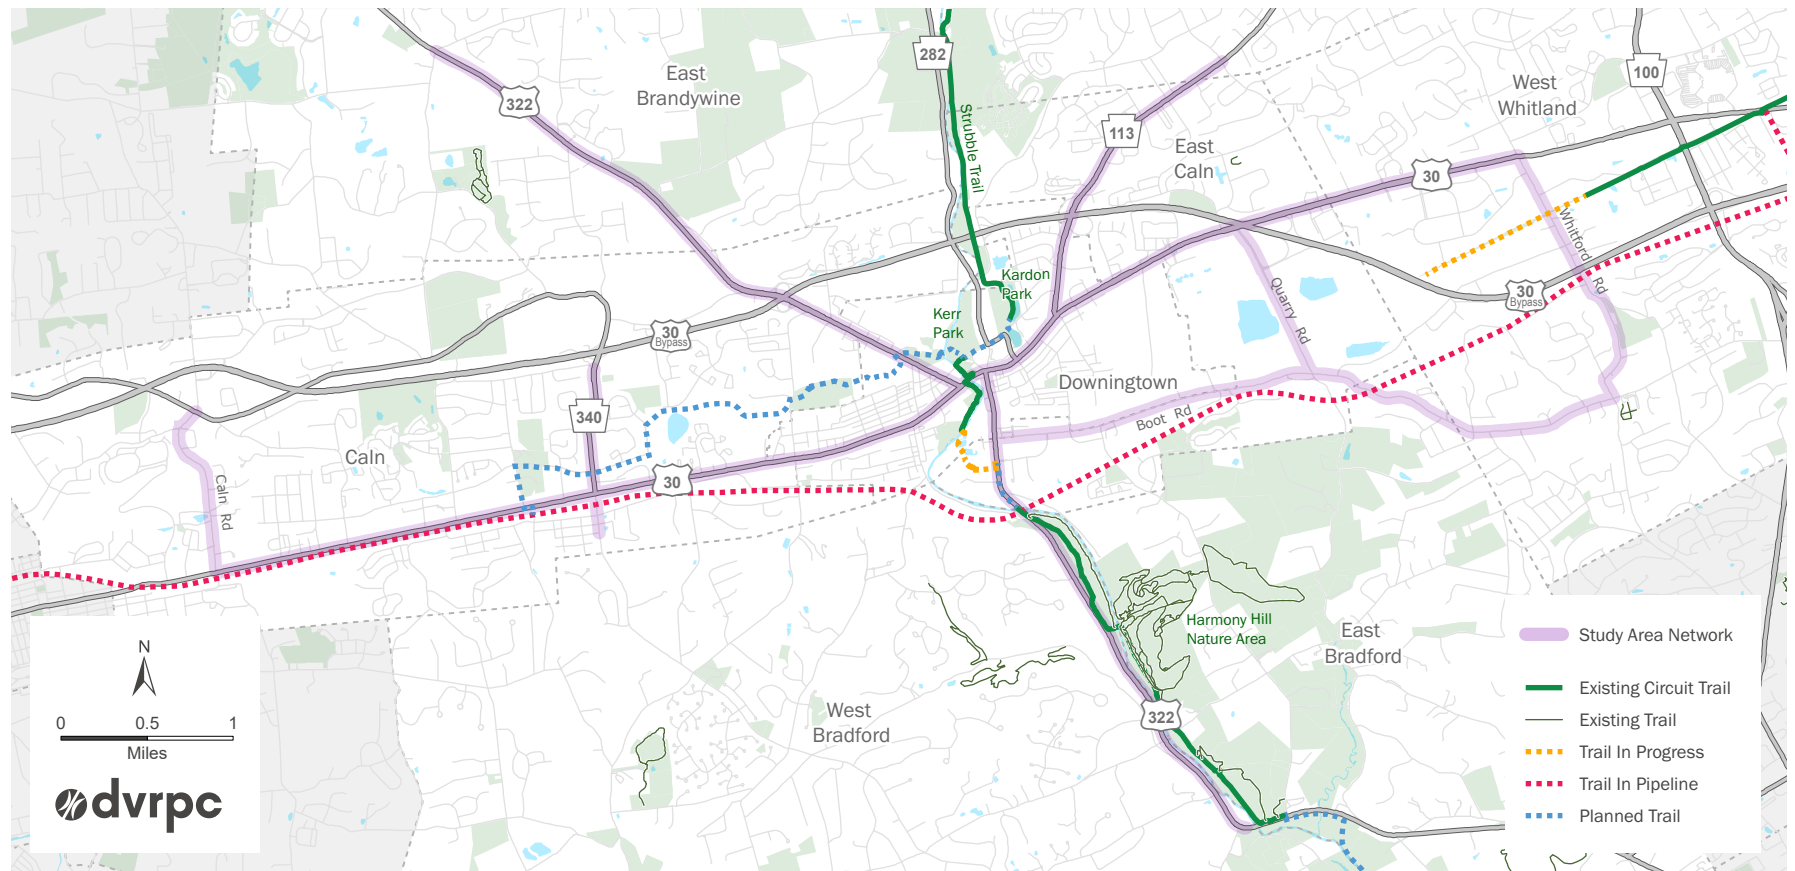 282
100
East
Brandywine
322
West
Whitland
Strubble Trail
113
East
Caln
30
Whitford Rd
Kardon
Park
Quarry Rd
30
Bypass
Kerr
Park
30
Bypass
Downingtown
340
Boot Rd
Caln
30
Caln Rd
Harmony Hill
Nature Area
East
Bradford
322
West
Bradford
N
0 0.5 1
Miles
dvrpc
Study Area Network
Existing Circuit Trail
Existing Trail
Trail In Progress
Trail In Pipeline
Planned Trail